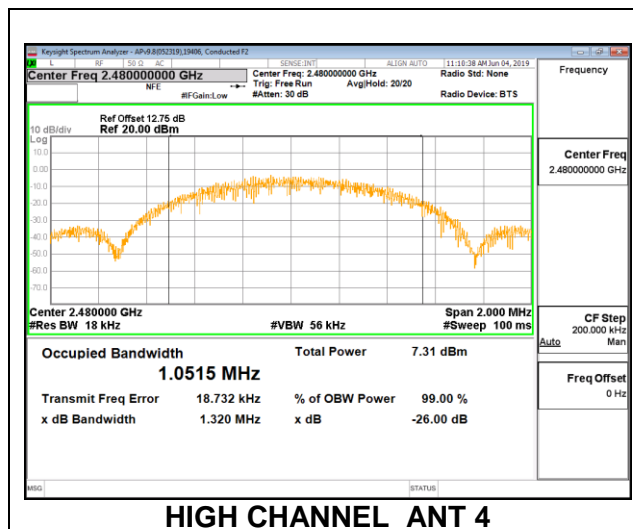 Keysight Spectrum Analyzer - APv9.8(052319),19406, Conducted F2
L RF 50 Ω AC SENSE:INT ALIGN AUTO 11:10:38 AM Jun 04, 2019
Center Freq 2.480000000 GHz
Center Freq: 2.480000000 GHz
Radio Std: None
NFE
Trig: Free Run Avg|Hold: 20/20
#IFGain:Low #Atten: 30 dB Radio Device: BTS
Frequency
Ref Offset 12.75 dB
10 dB/div Ref 20.00 dBm
Log
10.0
0.00
-10.0
-20.0
-30.0
-40.0
-50.0
-60.0
-70.0
Center Freq
2.480000000 GHz
Center 2.480000 GHz Span 2.000 MHz
#Res BW 18 kHz #VBW 56 kHz #Sweep 100 ms
CF Step
200.000 kHz
Auto Man
Occupied Bandwidth Total Power 7.31 dBm
1.0515 MHz
Transmit Freq Error 18.732 kHz % of OBW Power 99.00 %
x dB Bandwidth 1.320 MHz x dB -26.00 dB
Freq Offset
0 Hz
MSG STATUS
HIGH CHANNEL ANT 4